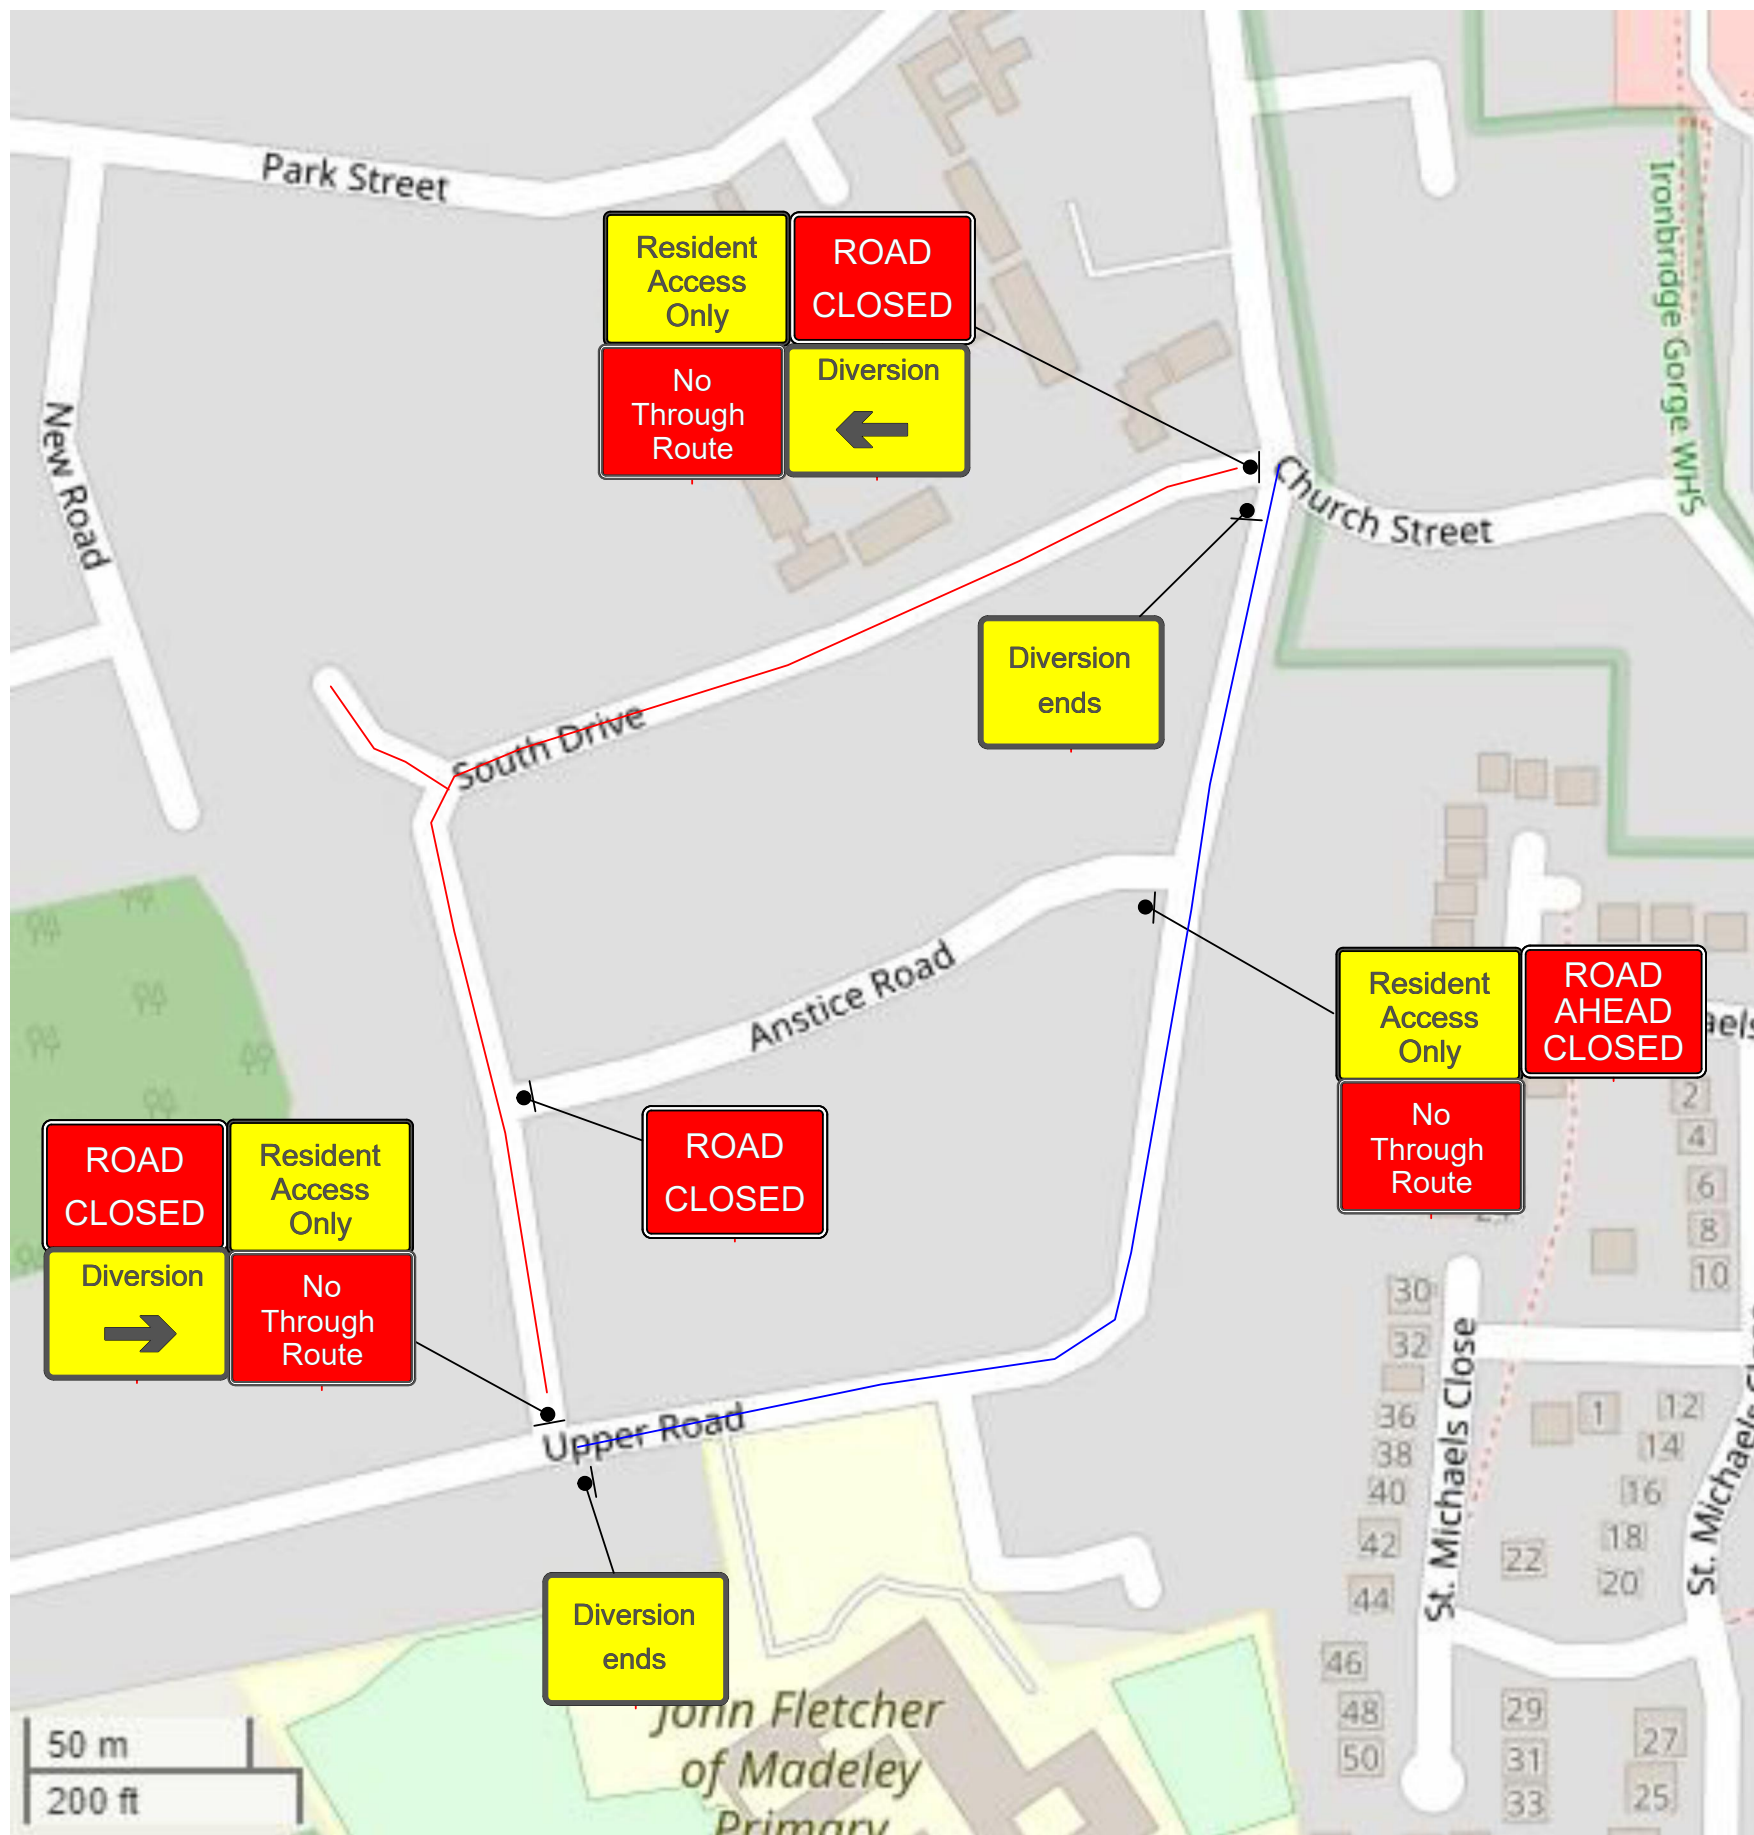 Park Street
Ironbridge Gorge WHS
Resident
Access
Only
ROAD
CLOSED
No
Through
Route
Diversion
New Road
Church Street
Diversion
ends
South Drive
Anstice Road
Resident
Access
Only
ROAD
AHEAD
CLOSED
No
Through
Route
ROAD
CLOSED
ROAD
CLOSED
Resident
Access
Only
Diversion
No
Through
Route
2
4
6
8
10
30
32
36
38
40
42
44
46
48
50
1
12
14
16
18
20
22
St. Michaels Close
St. Michaels
Upper Road
Diversion
ends
John Fletcher
of Madeley
Primary
29
31
33
27
25
50 m
200 ft